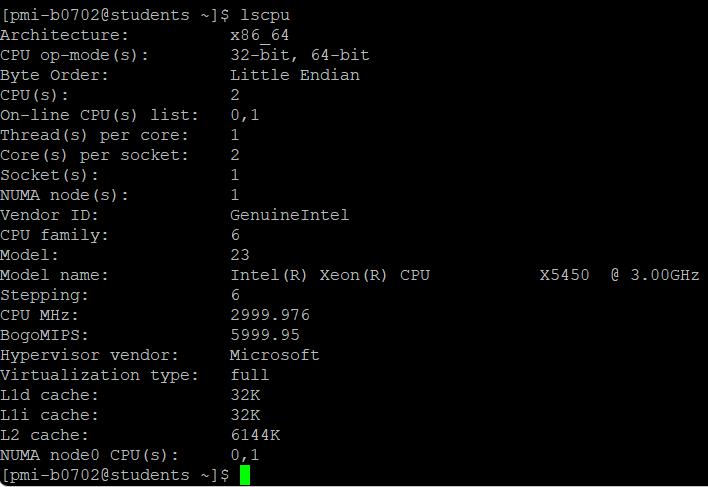 [pmi-b0702@students ~]$ lscpu
Architecture:          x86_64
CPU op-mode(s):        32-bit, 64-bit
Byte Order:            Little Endian
CPU(s):                2
On-line CPU(s) list:   0,1
Thread(s) per core:    1
Core(s) per socket:    2
Socket(s):             1
NUMA node(s):          1
Vendor ID:             GenuineIntel
CPU family:            6
Model:                 23
Model name:            Intel(R) Xeon(R) CPU           X5450  @ 3.00GHz
Stepping:              6
CPU MHz:               2999.976
BogoMIPS:              5999.95
Hypervisor vendor:     Microsoft
Virtualization type:   full
L1d cache:             32K
L1i cache:             32K
L2 cache:              6144K
NUMA node0 CPU(s):     0,1
[pmi-b0702@students ~]$